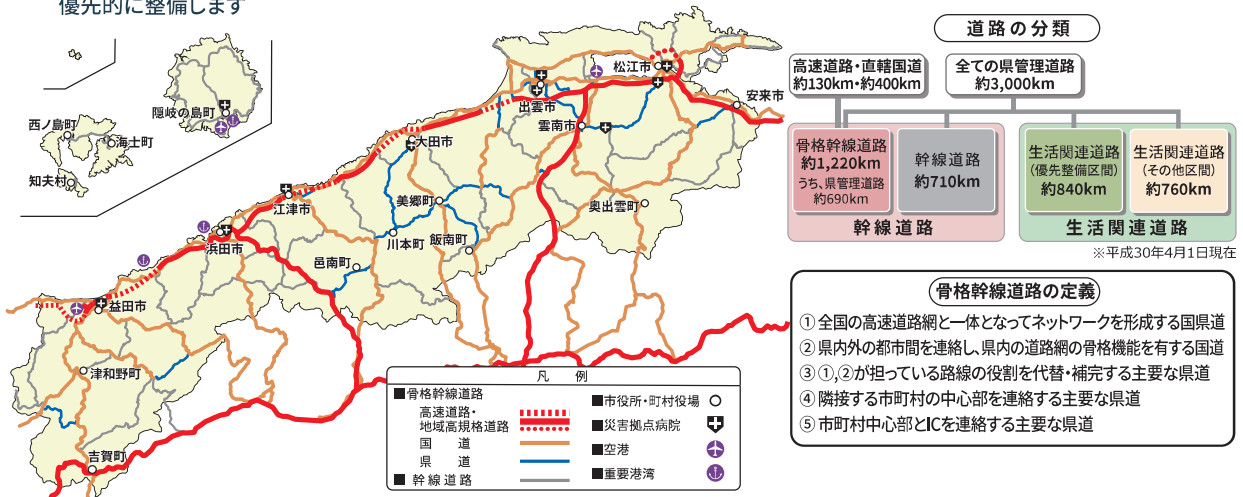 優先的に整備します
隠岐の島町
西ノ島町
海士町
知夫村
松江市
安来市
出雲市
雲南市
大田市
江津市
美郷町
奥出雲町
川本町
飯南町
浜田市
邑南町
益田市
津和野町
吉賀町
凡例
■骨格幹線道路
高速道路・
地域高規格道路
国道
県道
■幹線道路
■市役所・町村役場
■災害拠点病院
■空港
■重要港湾
道路の分類
高速道路・直轄国道
約130km・約400km
全ての県管理道路
約3,000km
骨格幹線道路
約1,220km
うち、県管理道路
約690km
幹線道路
約710km
幹線道路
生活関連道路
(優先整備区間)
約840km
生活関連道路
(その他区間)
約760km
生活関連道路
※平成30年4月1日現在
骨格幹線道路の定義
①全国の高速道路網と一体となってネットワークを形成する国県道
②県内外の都市間を連絡し、県内の道路網の骨格機能を有する国道
③①,②が担っている路線の役割を代替・補完する主要な県道
④隣接する市町村の中心部を連絡する主要な県道
⑤市町村中心部とICを連絡する主要な県道